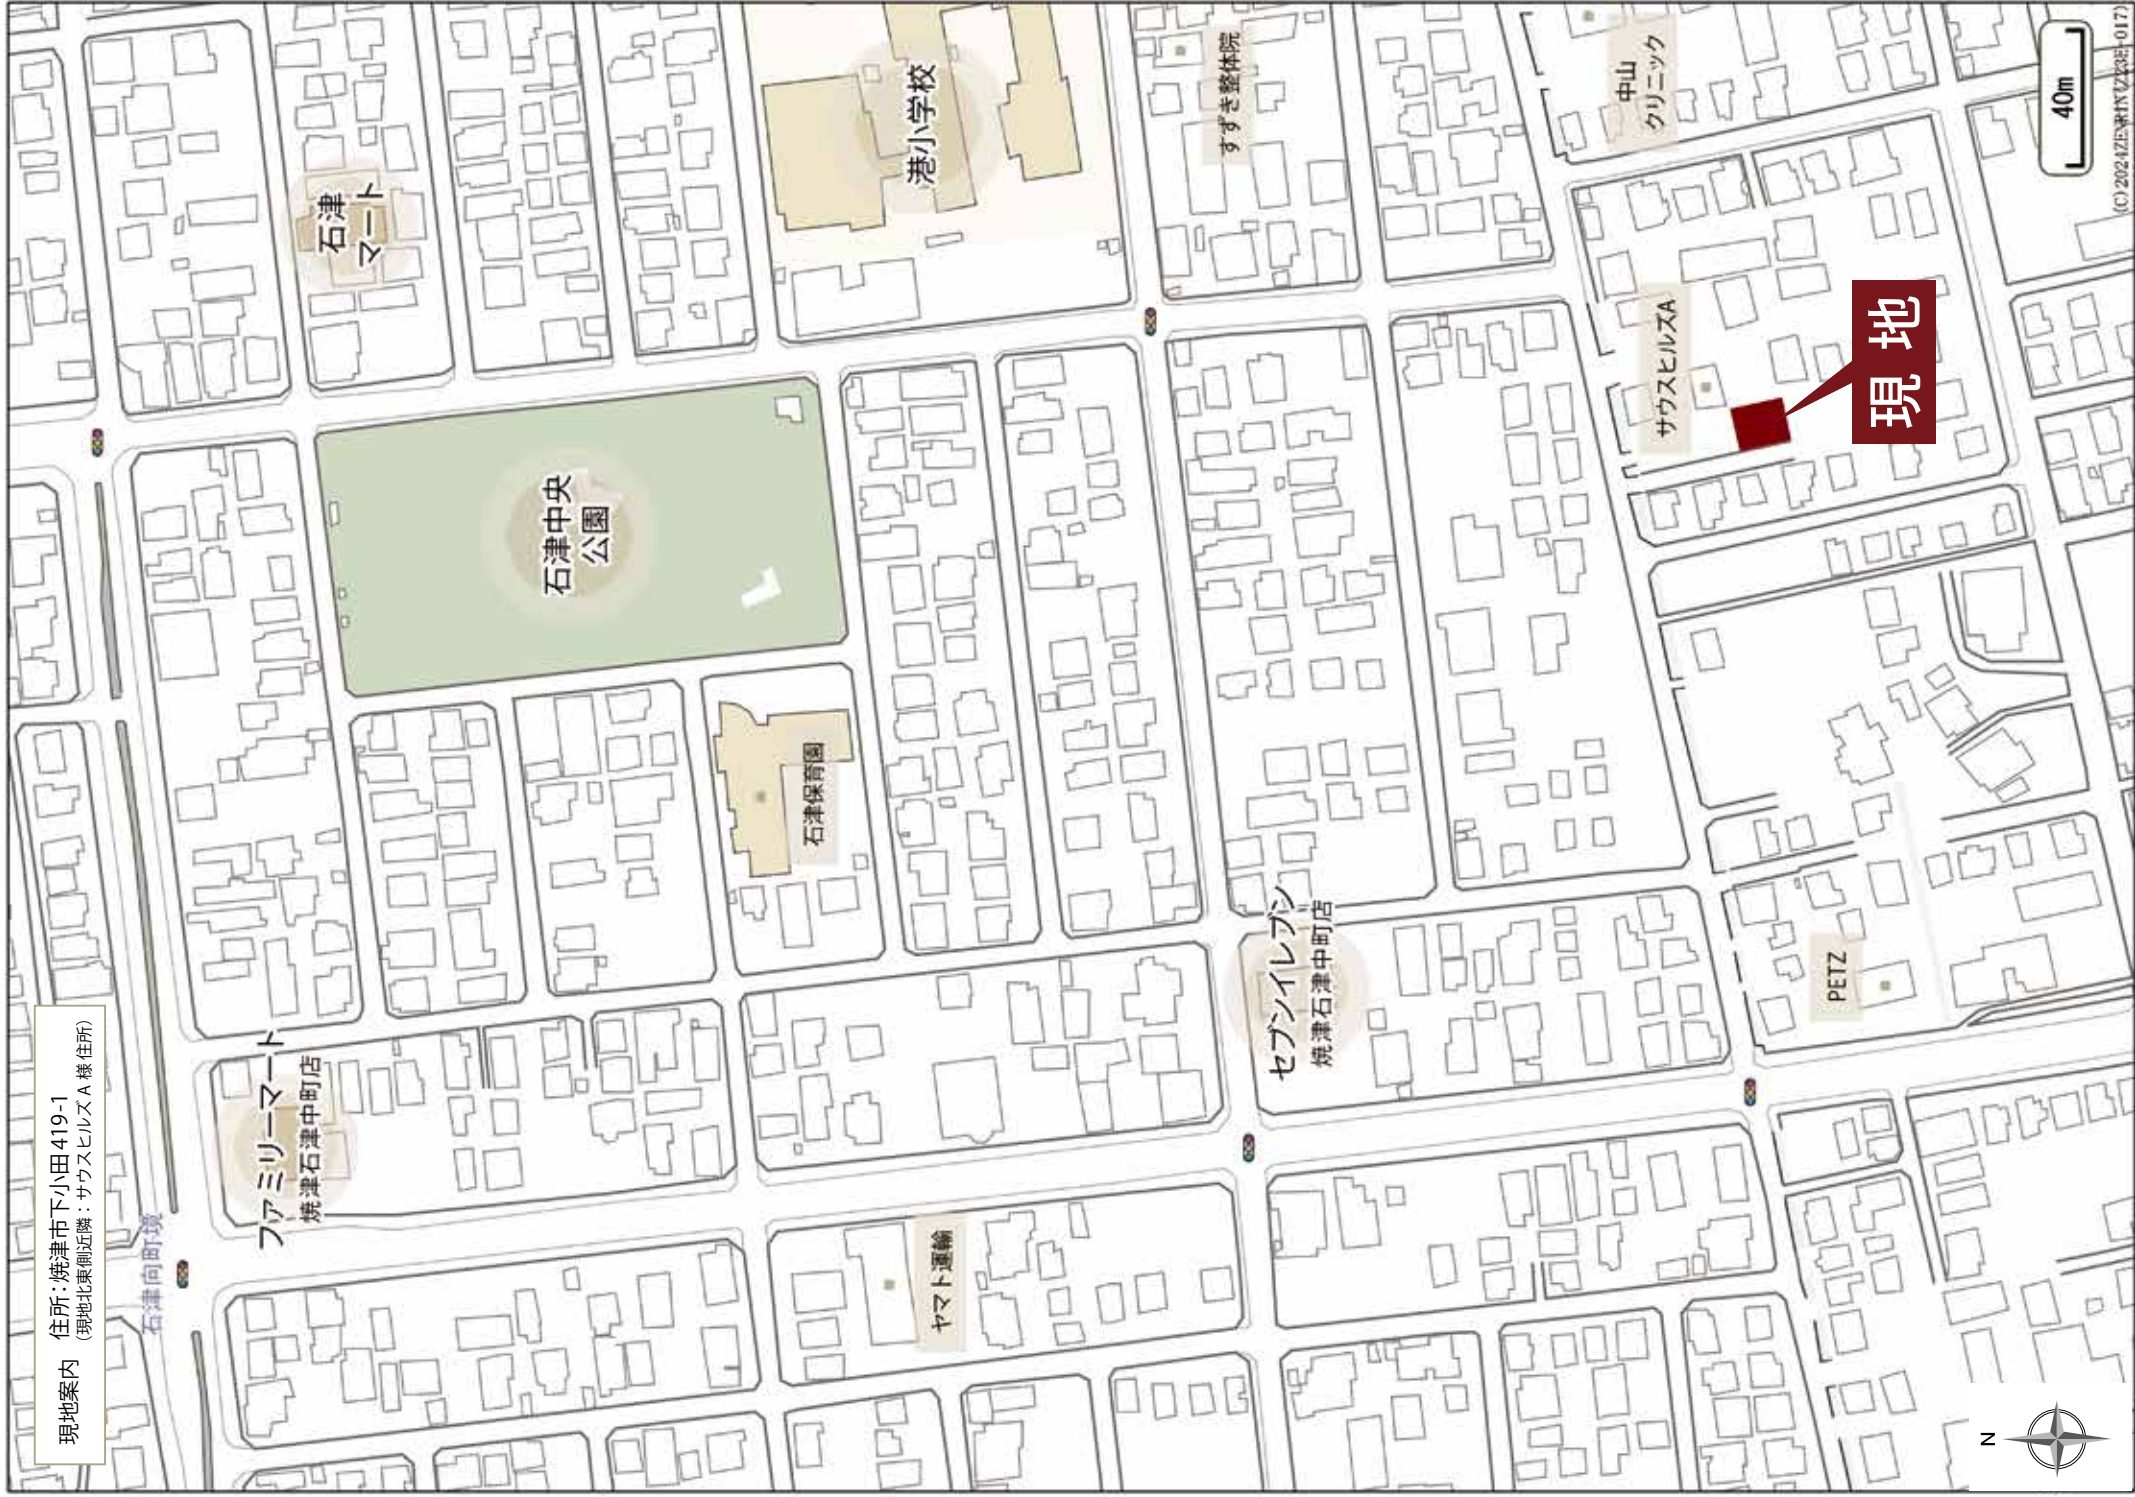 現地案内　住所：焼津市下小田 419-1
（現地北東側近隣：サウスヒルズ A 様 住所）
石津向町境
ファミリーマート
焼津石津中町店
石津
マート
石津中央
公園
石津保育園
港小学校
ヤマト運輸
すずき整体院
セブンイレブン
焼津石津中町店
中山
クリニック
サウスヒルズA
PETZ
現 地
40m
N